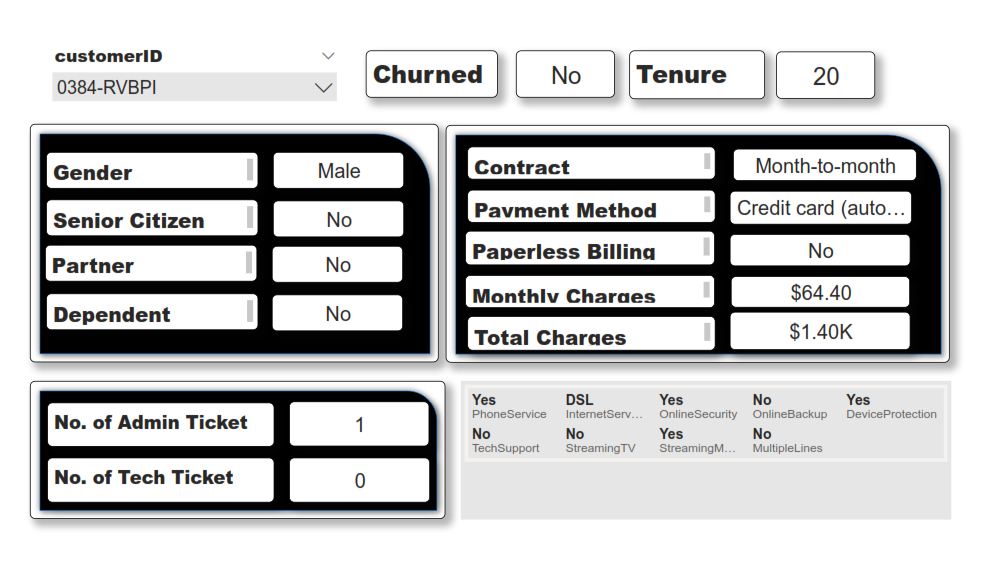 customerID
0384-RVBPI
Churned
No
Tenure
20
Gender
Male
Senior Citizen
No
Partner
No
Dependent
No
Contract
Month-to-month
Payment Method
Credit card (auto…
Paperless Billing
No
Monthly Charges
$64.40
Total Charges
$1.40K
No. of Admin Ticket
1
No. of Tech Ticket
0
Yes DSL Yes No Yes
PhoneService InternetServ… OnlineSecurity OnlineBackup DeviceProtection
No No Yes No
TechSupport StreamingTV StreamingM… MultipleLines